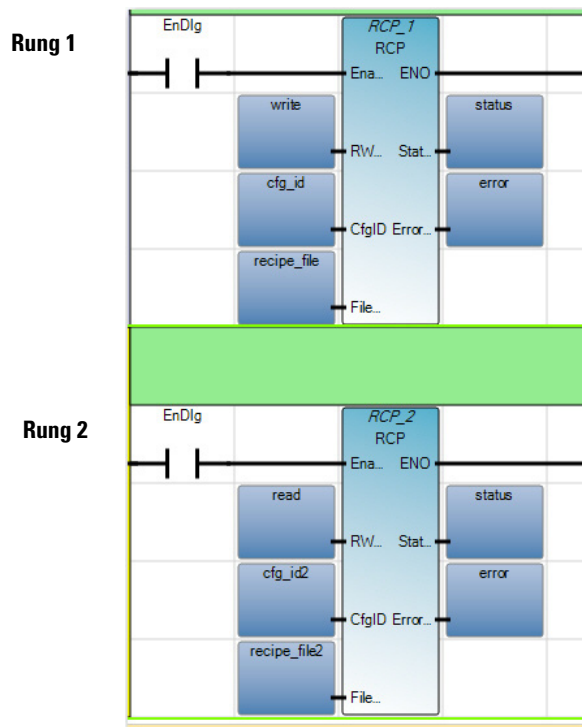 Rung 1
EnDlg
RCP_1
RCP
Ena... ENO
write
status
RW... Stat...
cfg_id
error
CfgID Error...
recipe_file
File...
Rung 2
EnDlg
RCP_2
RCP
Ena... ENO
read
status
RW... Stat...
cfg_id2
error
CfgID Error...
recipe_file2
File...